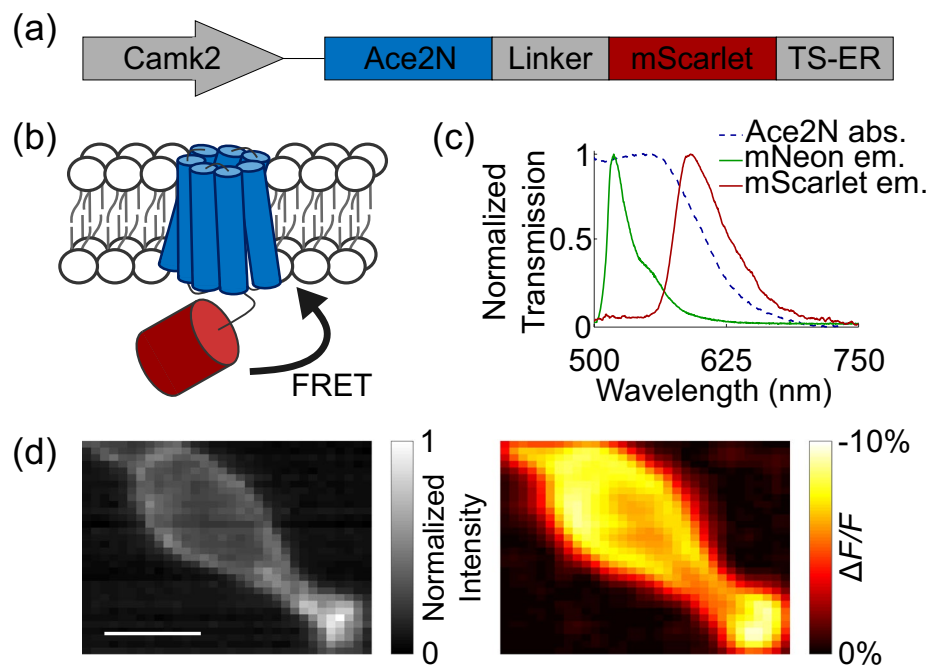 (a)
Camk2 Ace2N Linker mScarlet TS-ER
(b)
FRET
(c)
Ace2N abs.
mNeon em.
mScarlet em.
Normalized
Transmission
1
0.5
0
500 625 750
Wavelength (nm)
(d)
1
0
Normalized
Intensity
-10%
0%
ΔF/F